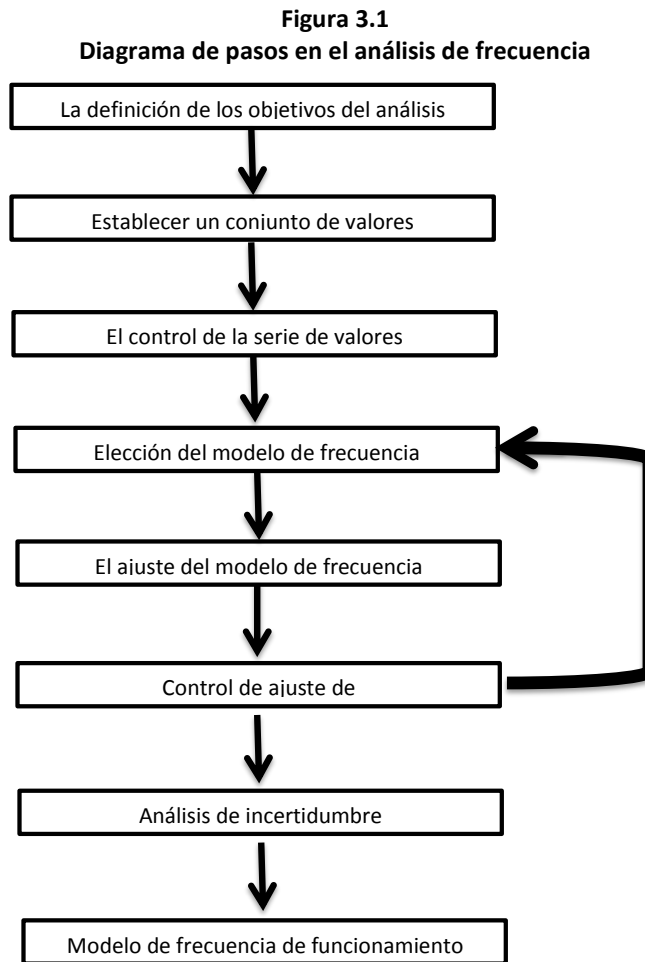 Figura 3.1
Diagrama de pasos en el análisis de frecuencia
La definición de los objetivos del análisis
Establecer un conjunto de valores
El control de la serie de valores
Elección del modelo de frecuencia
El ajuste del modelo de frecuencia
Control de ajuste de
Análisis de incertidumbre
Modelo de frecuencia de funcionamiento